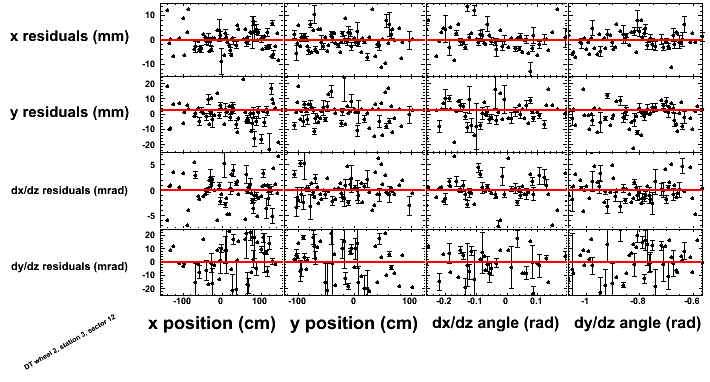 x residuals (mm)
10
0
-10
y residuals (mm)
20
10
0
-10
-20
dx/dz residuals (mrad)
5
0
-5
dy/dz residuals (mrad)
20
10
0
-10
-20
-100 0 100 -100 0 100 -0.2 -0.1 0 0.1 -1 -0.8 -0.6
x position (cm) y position (cm) dx/dz angle (rad) dy/dz angle (rad)
DT wheel 2, station 3, sector 12